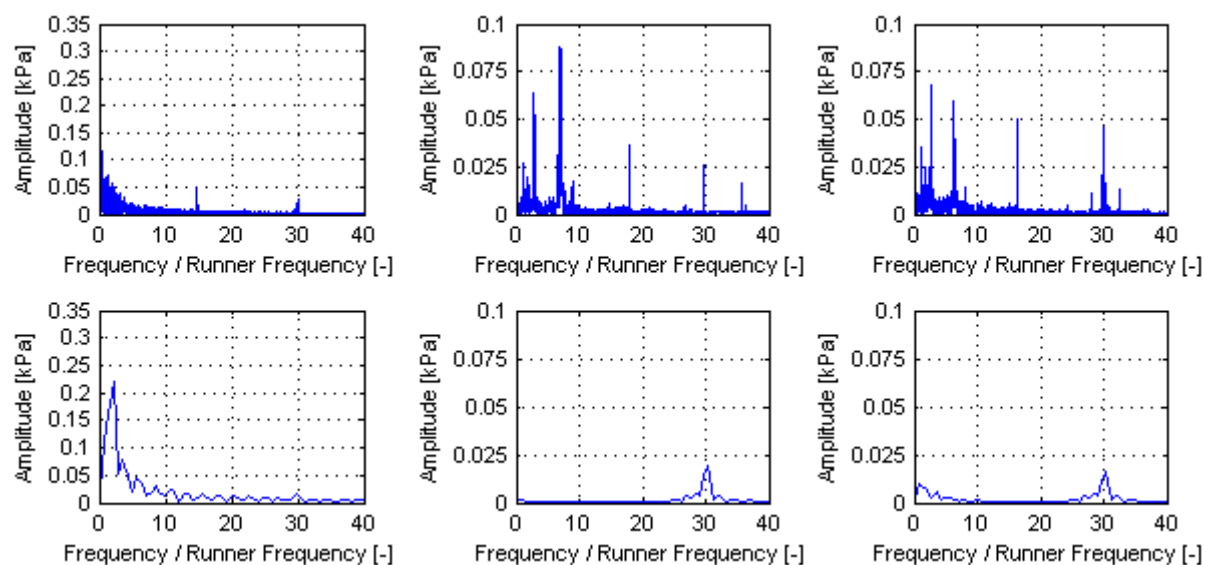 0.35 0.1 0.1
0.3
0.25 0.075 0.075
0.2
0.05 0.05
0.15
0.1 0.025 0.025
0.05
0 0 0
Amplitude [kPa] Amplitude [kPa] Amplitude [kPa]
0 10 20 30 40 0 10 20 30 40 0 10 20 30 40
Frequency / Runner Frequency [-] Frequency / Runner Frequency [-] Frequency / Runner Frequency [-]
0.35 0.1 0.1
0.3
0.25 0.075 0.075
0.2
0.05 0.05
0.15
0.1 0.025 0.025
0.05
0 0 0
Amplitude [kPa] Amplitude [kPa] Amplitude [kPa]
0 10 20 30 40 0 10 20 30 40 0 10 20 30 40
Frequency / Runner Frequency [-] Frequency / Runner Frequency [-] Frequency / Runner Frequency [-]